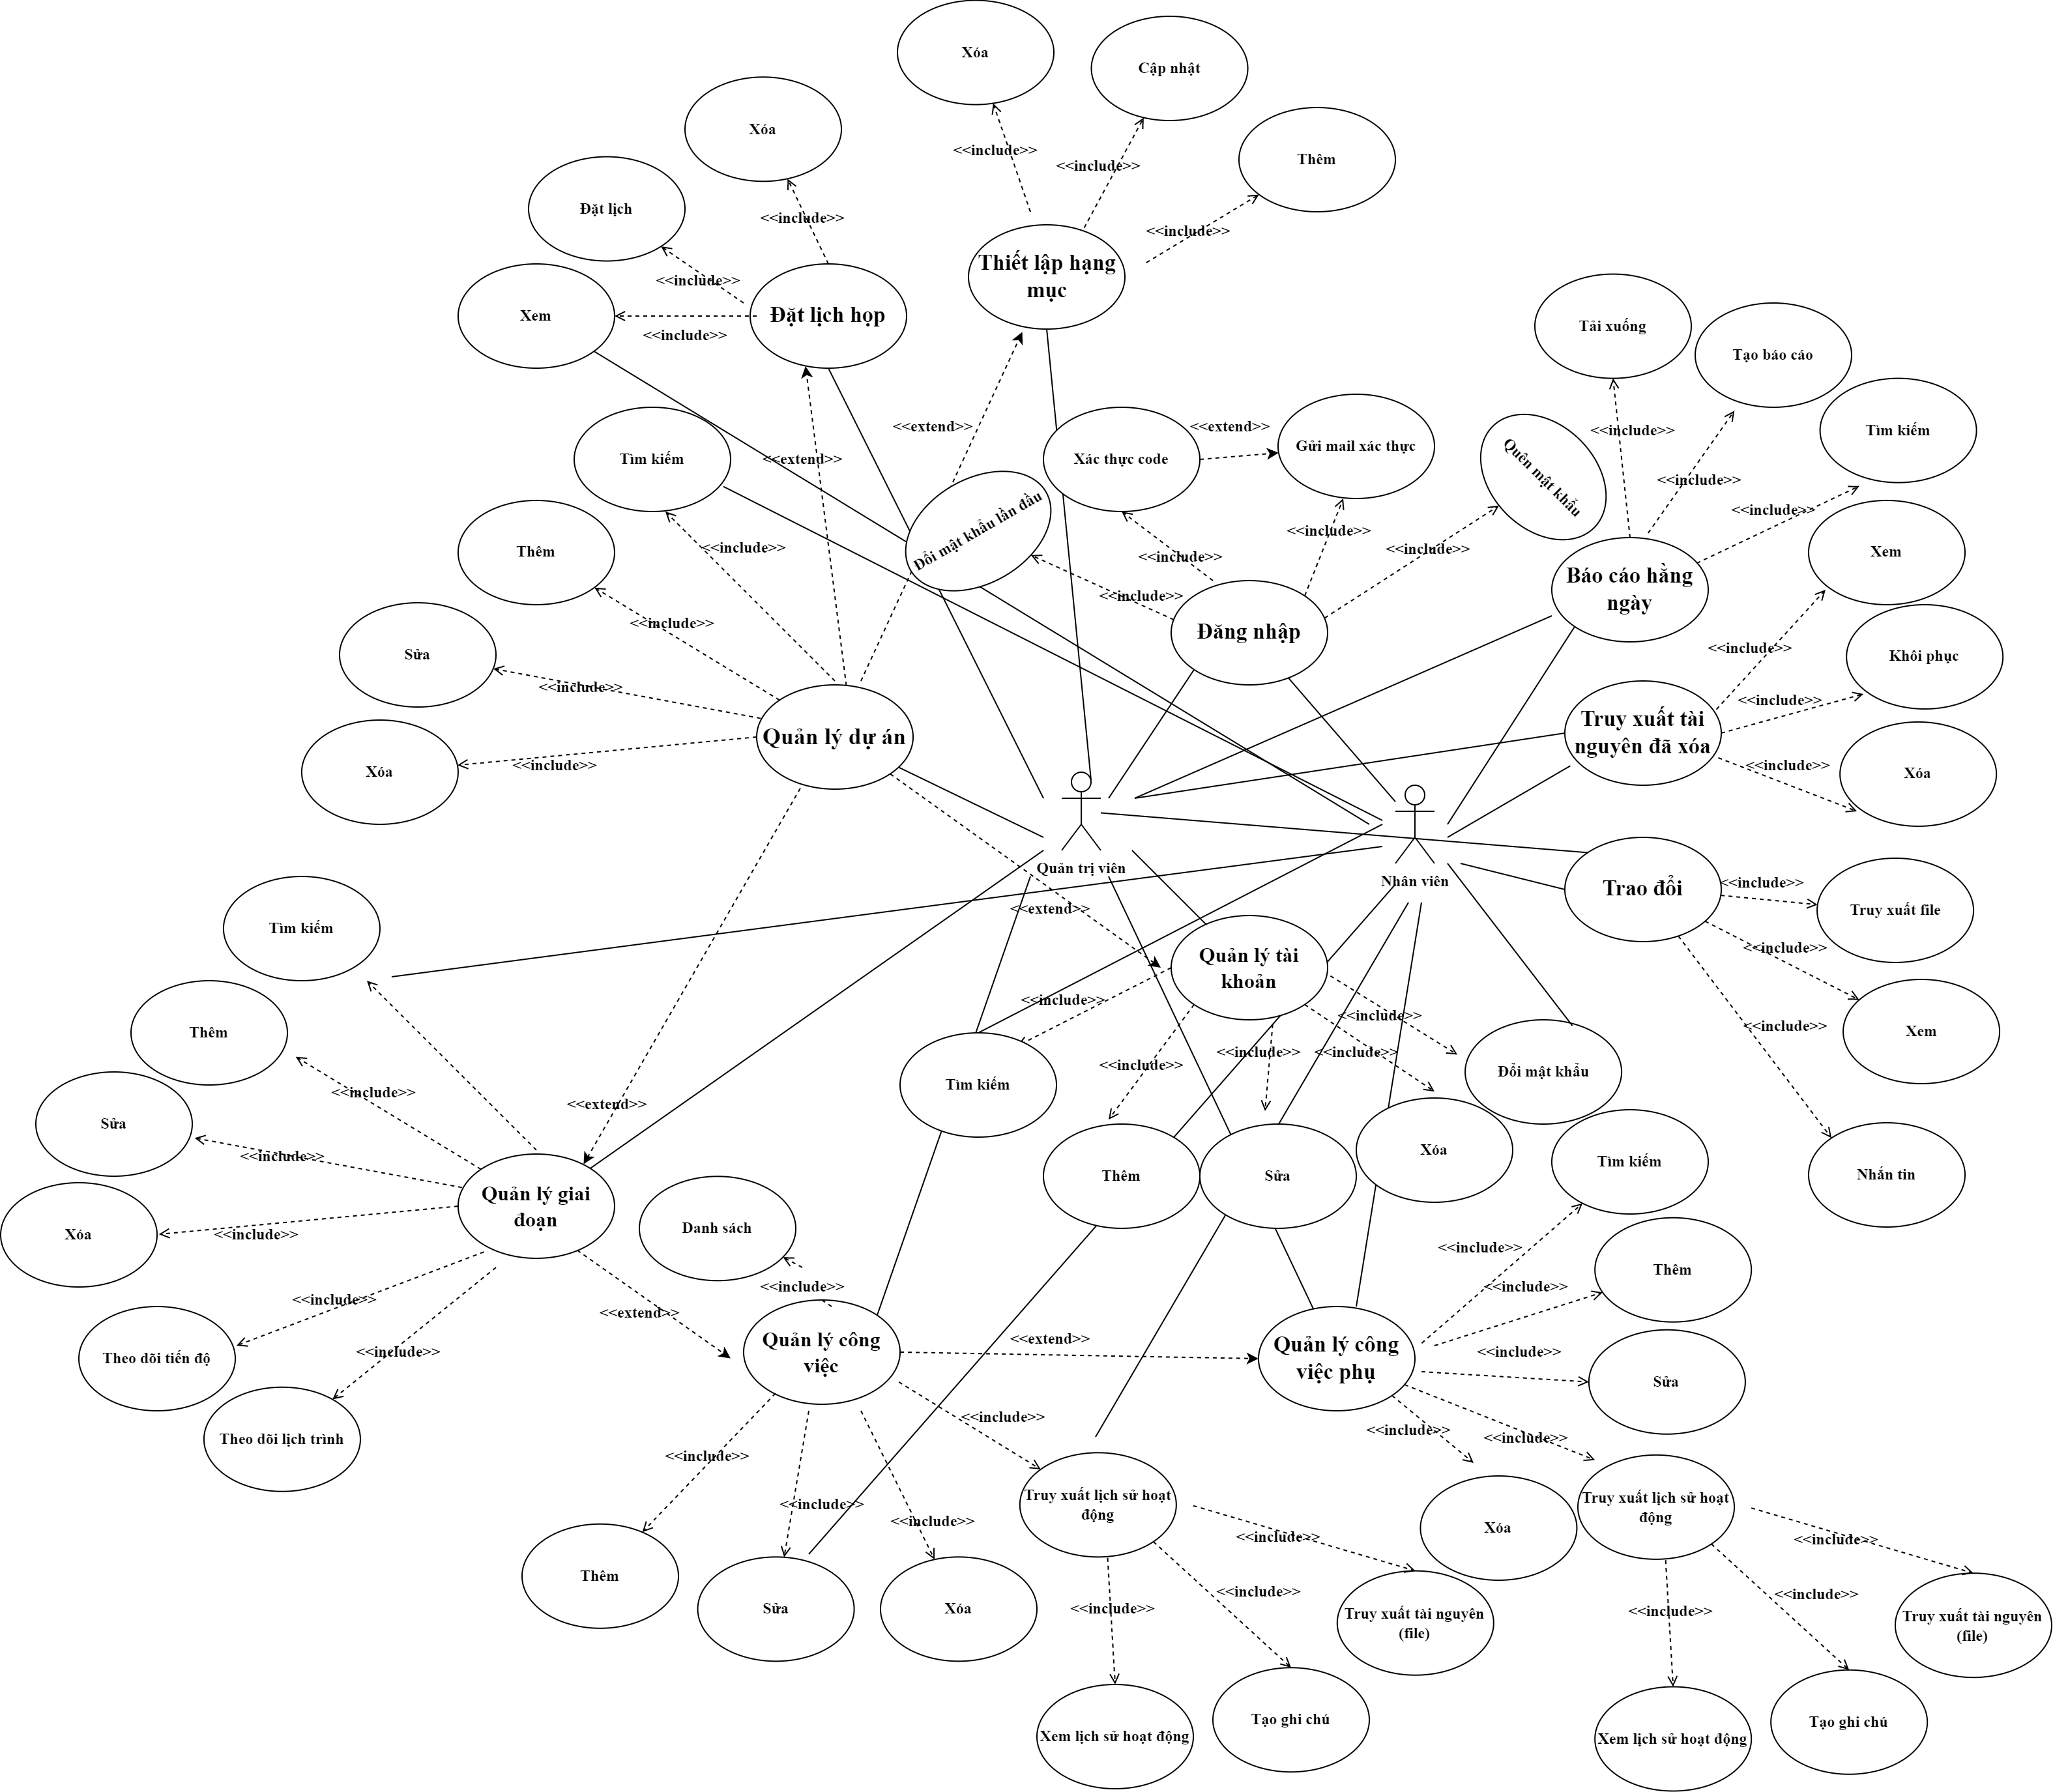 Xóa
Cập nhật
Xóa
Thêm
<<include>>
<<include>>
Đặt lịch
<<include>>
<<include>>
Thiết lập hạng
mục
<<include>>
Xem
Đặt lịch họp
<<include>>
Tải xuống
Tạo báo cáo
<<extend>>
<<extend>>
<<include>>
Tìm kiếm
Tìm kiếm
<<extend>>
Xác thực code
Gửi mail xác thực
Quên mật khẩu
<<include>>
<<include>>
Đổi mật khẩu lần đầu
<<include>>
Thêm
<<include>>
<<include>>
<<include>>
Xem
Báo cáo hằng
ngày
<<include>>
<<include>>
Đăng nhập
Sửa
<<include>>
Khôi phục
<<include>>
<<include>>
Truy xuất tài
nguyên đã xóa
Quản lý dự án
Xóa
<<include>>
<<include>>
Xóa
Quản trị viên
Nhân viên
Trao đổi
<<include>>
Truy xuất file
<<extend>>
Tìm kiếm
<<include>>
Quản lý tài
khoản
<<include>>
<<include>>
<<include>>
Xem
Thêm
<<include>>
<<include>>
<<include>>
Đổi mật khẩu
Tìm kiếm
<<include>>
<<extend>>
<<include>>
Sửa
<<include>>
Thêm
Sửa
Xóa
Tìm kiếm
Nhắn tin
Quản lý giai
đoạn
Xóa
<<include>>
Danh sách
<<include>>
Thêm
<<include>>
<<include>>
<<include>>
<<extend>>
<<extend>>
Quản lý công
việc
Quản lý công
việc phụ
<<include>>
Theo dõi tiến độ
<<include>>
Sửa
Theo dõi lịch trình
<<include>>
<<include>>
<<include>>
<<include>>
Truy xuất lịch sử hoạt
động
Truy xuất lịch sử hoạt
động
<<include>>
<<include>>
Xóa
<<include>>
<<include>>
Thêm
Sửa
Xóa
<<include>>
<<include>>
<<include>>
<<include>>
Truy xuất tài nguyên
(file)
Truy xuất tài nguyên
(file)
Xem lịch sử hoạt động
Tạo ghi chú
Xem lịch sử hoạt động
Tạo ghi chú